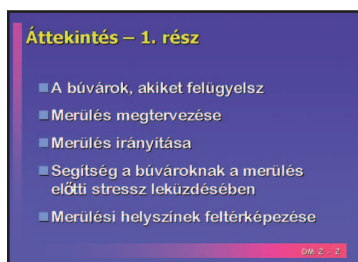 Áttekintés – 1. rész
A búvárok, akiket felügyelsz
Merülés megtervezése
Merülés irányítása
Segítség a búvároknak a merülés
előtti stressz leküzdésében
Merülési helyszínek feltérképezése
DM 2 - 2